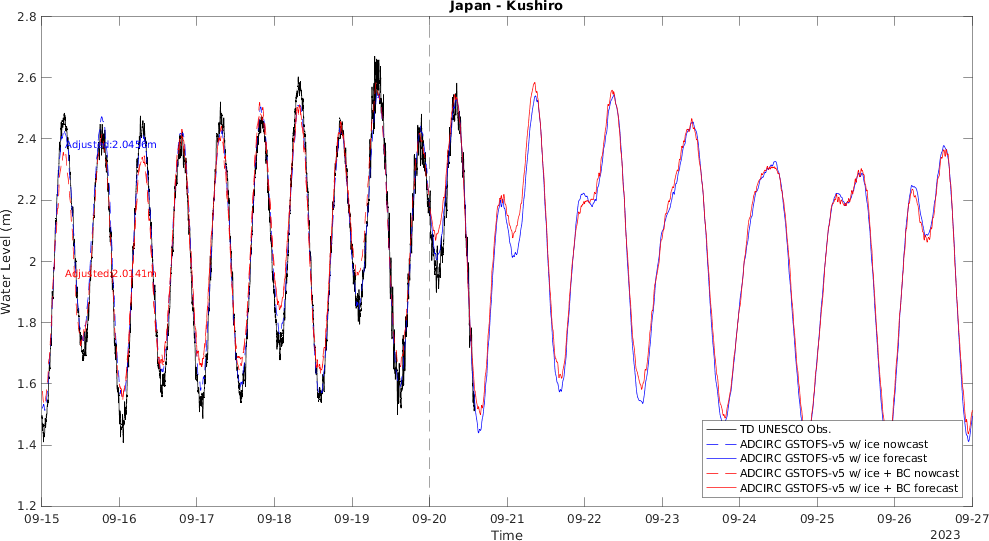 Japan - Kushiro
2.8
2.6
2.4
2.2
2
1.8
1.6
1.4
1.2
Water Level (m)
Adjusted:2.0456m
Adjusted:2.0141m
TD UNESCO Obs.
ADCIRC GSTOFS-v5 w/ ice nowcast
ADCIRC GSTOFS-v5 w/ ice forecast
ADCIRC GSTOFS-v5 w/ ice + BC nowcast
ADCIRC GSTOFS-v5 w/ ice + BC forecast
09-15 09-16 09-17 09-18 09-19 09-20 09-21 09-22 09-23 09-24 09-25 09-26 09-27
Time
2023